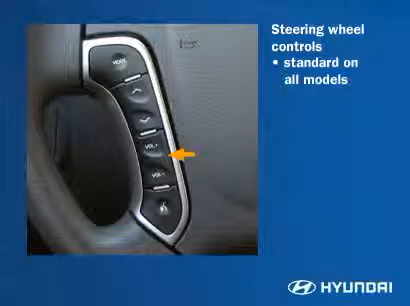 Steering wheel
controls
• standard on
all models
MODE
VOL+
VOL-
HYUNDAI